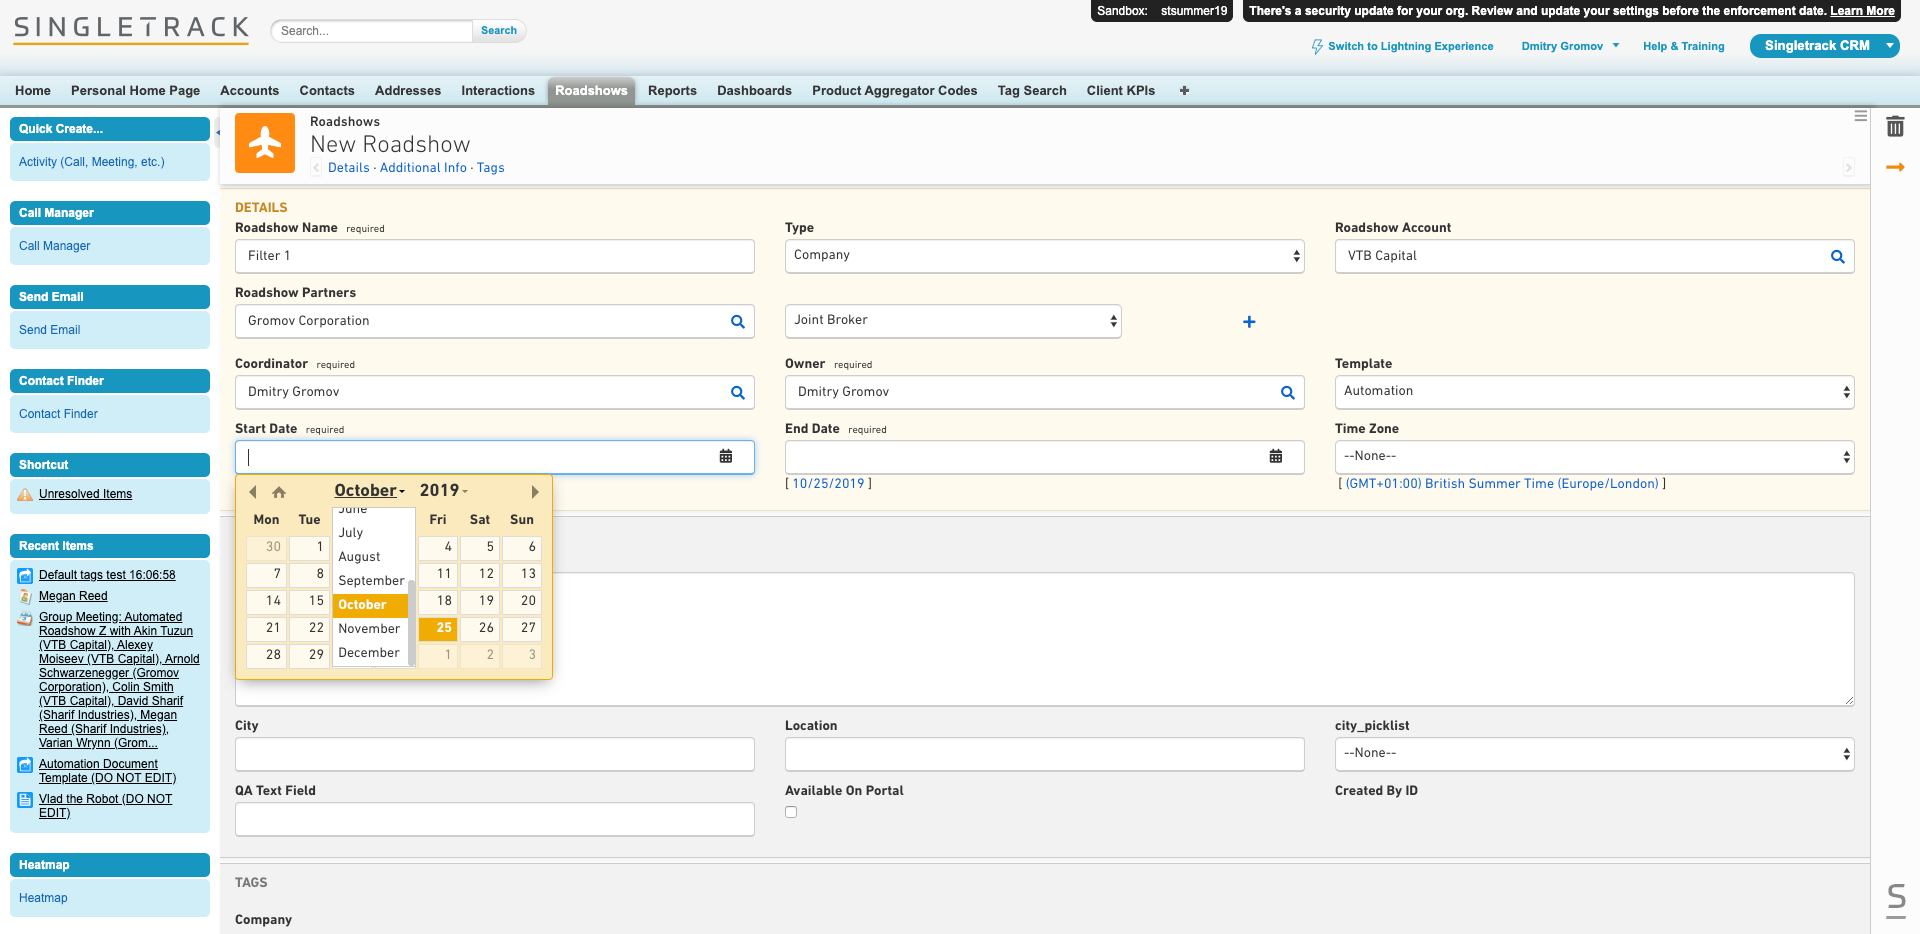 Sandbox: stsummer19
There's a security update for your org. Review and update your settings before the enforcement date. Learn More
SINGLETRACK
Search...
Search
Switch to Lightning Experience
Dmitry Gromov
Help & Training
Singletrack CRM
Home
Personal Home Page
Accounts
Contacts
Addresses
Interactions
Roadshows
Reports
Dashboards
Product Aggregator Codes
Tag Search
Client KPIs
+
Quick Create...
Activity (Call, Meeting, etc.)
Call Manager
Call Manager
Send Email
Send Email
Contact Finder
Contact Finder
Shortcut
Unresolved Items
Recent Items
Default tags test 16:06:58
Megan Reed
Group Meeting: Automated
Roadshow Z with Akin Tuzun
(VTB Capital), Alexey
Moiseev (VTB Capital), Arnold
Schwarzenegger (Gromov
Corporation), Colin Smith
(VTB Capital), David Sharif
(Sharif Industries), Megan
Reed (Sharif Industries),
Varian Wrynn (Grom...
Automation Document
Template (DO NOT EDIT)
Vlad the Robot (DO NOT
EDIT)
Heatmap
Heatmap
Roadshows
New Roadshow
Details · Additional Info · Tags
DETAILS
Roadshow Name required
Type
Roadshow Account
Filter 1
Company
VTB Capital
Roadshow Partners
Gromov Corporation
Joint Broker
Coordinator required
Owner required
Template
Dmitry Gromov
Dmitry Gromov
Automation
Start Date required
End Date required
Time Zone
--None--
[ 10/25/2019 ]
[ (GMT+01:00) British Summer Time (Europe/London) ]
October 2019
Mon Tue Fri Sat Sun
June
July
August
September
October
November
December
30 1 4 5 6
7 8 11 12 13
14 15 18 19 20
21 22 25 26 27
28 29 1 2 3
City
Location
city_picklist
--None--
QA Text Field
Available On Portal
Created By ID
TAGS
Company
S